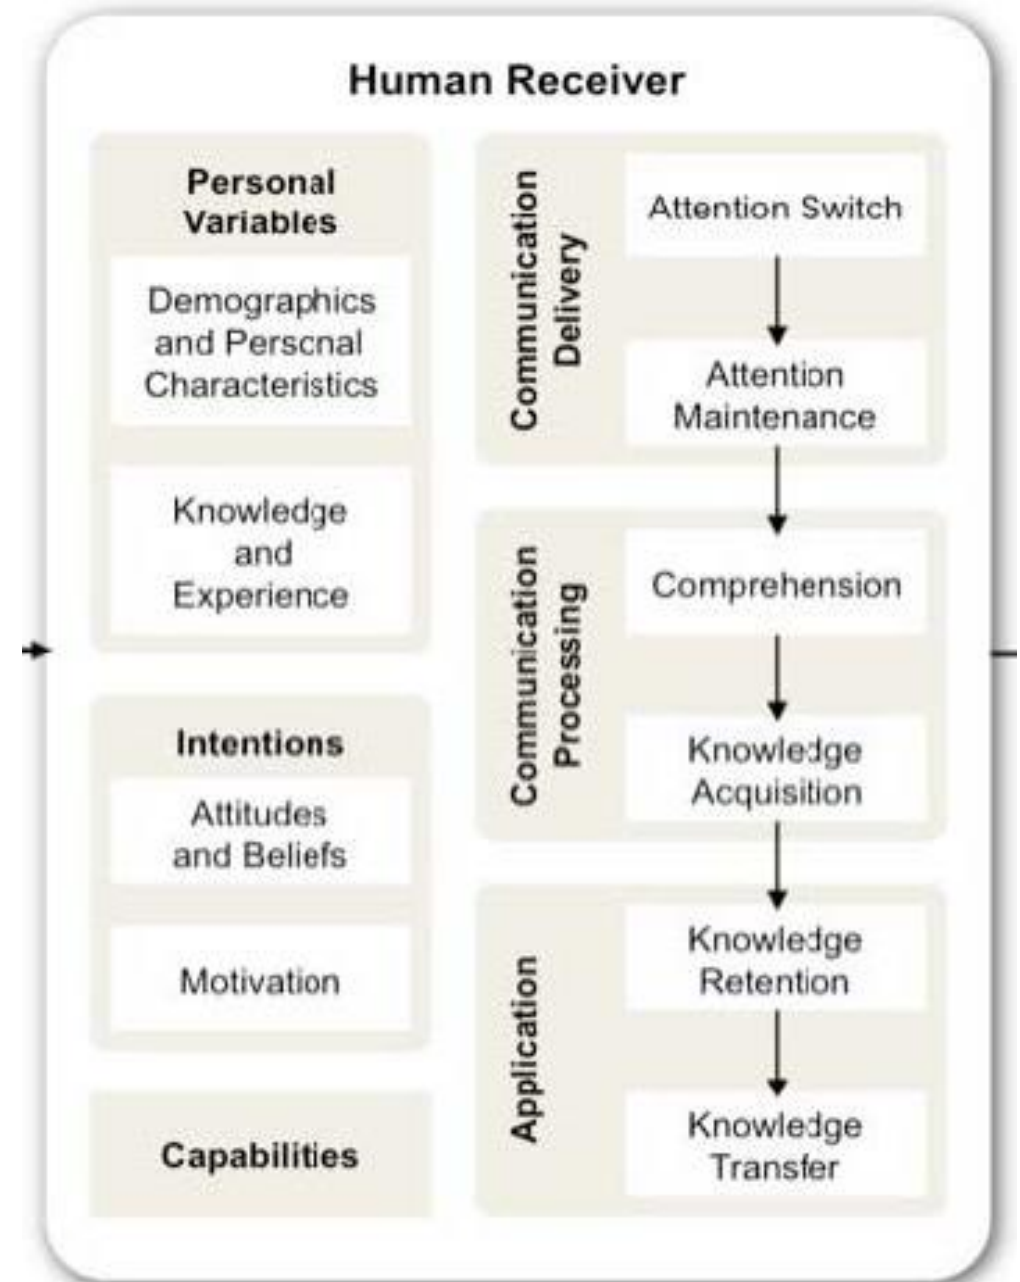 Human Receiver
Personal
Variables
Demographics
and Personal
Characteristics
Knowledge
and
Experience
Intentions
Attitudes
and Beliefs
Motivation
Capabilities
Communication
Delivery
Attention Switch
Attention
Maintenance
Communication
Processing
Comprehension
Knowledge
Acquisition
Application
Knowledge
Retention
Knowledge
Transfer